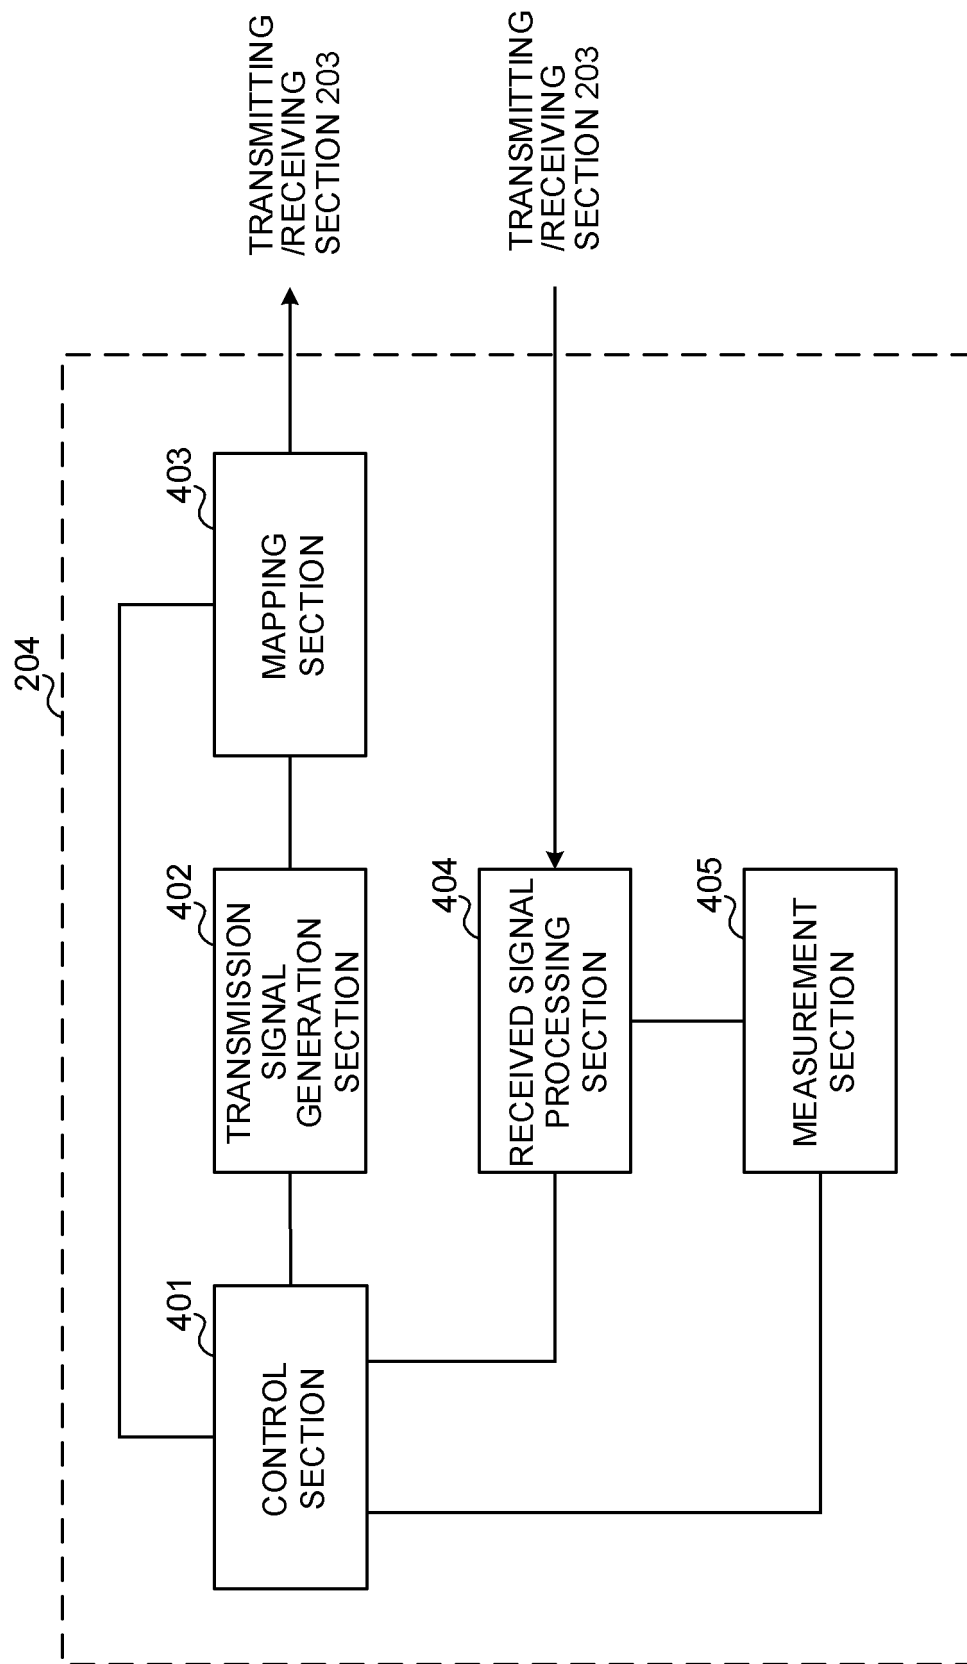 204
401
CONTROL
SECTION
402
TRANSMISSION
SIGNAL
GENERATION
SECTION
403
MAPPING
SECTION
TRANSMITTING
/RECEIVING
SECTION 203
404
RECEIVED SIGNAL
PROCESSING
SECTION
TRANSMITTING
/RECEIVING
SECTION 203
405
MEASUREMENT
SECTION